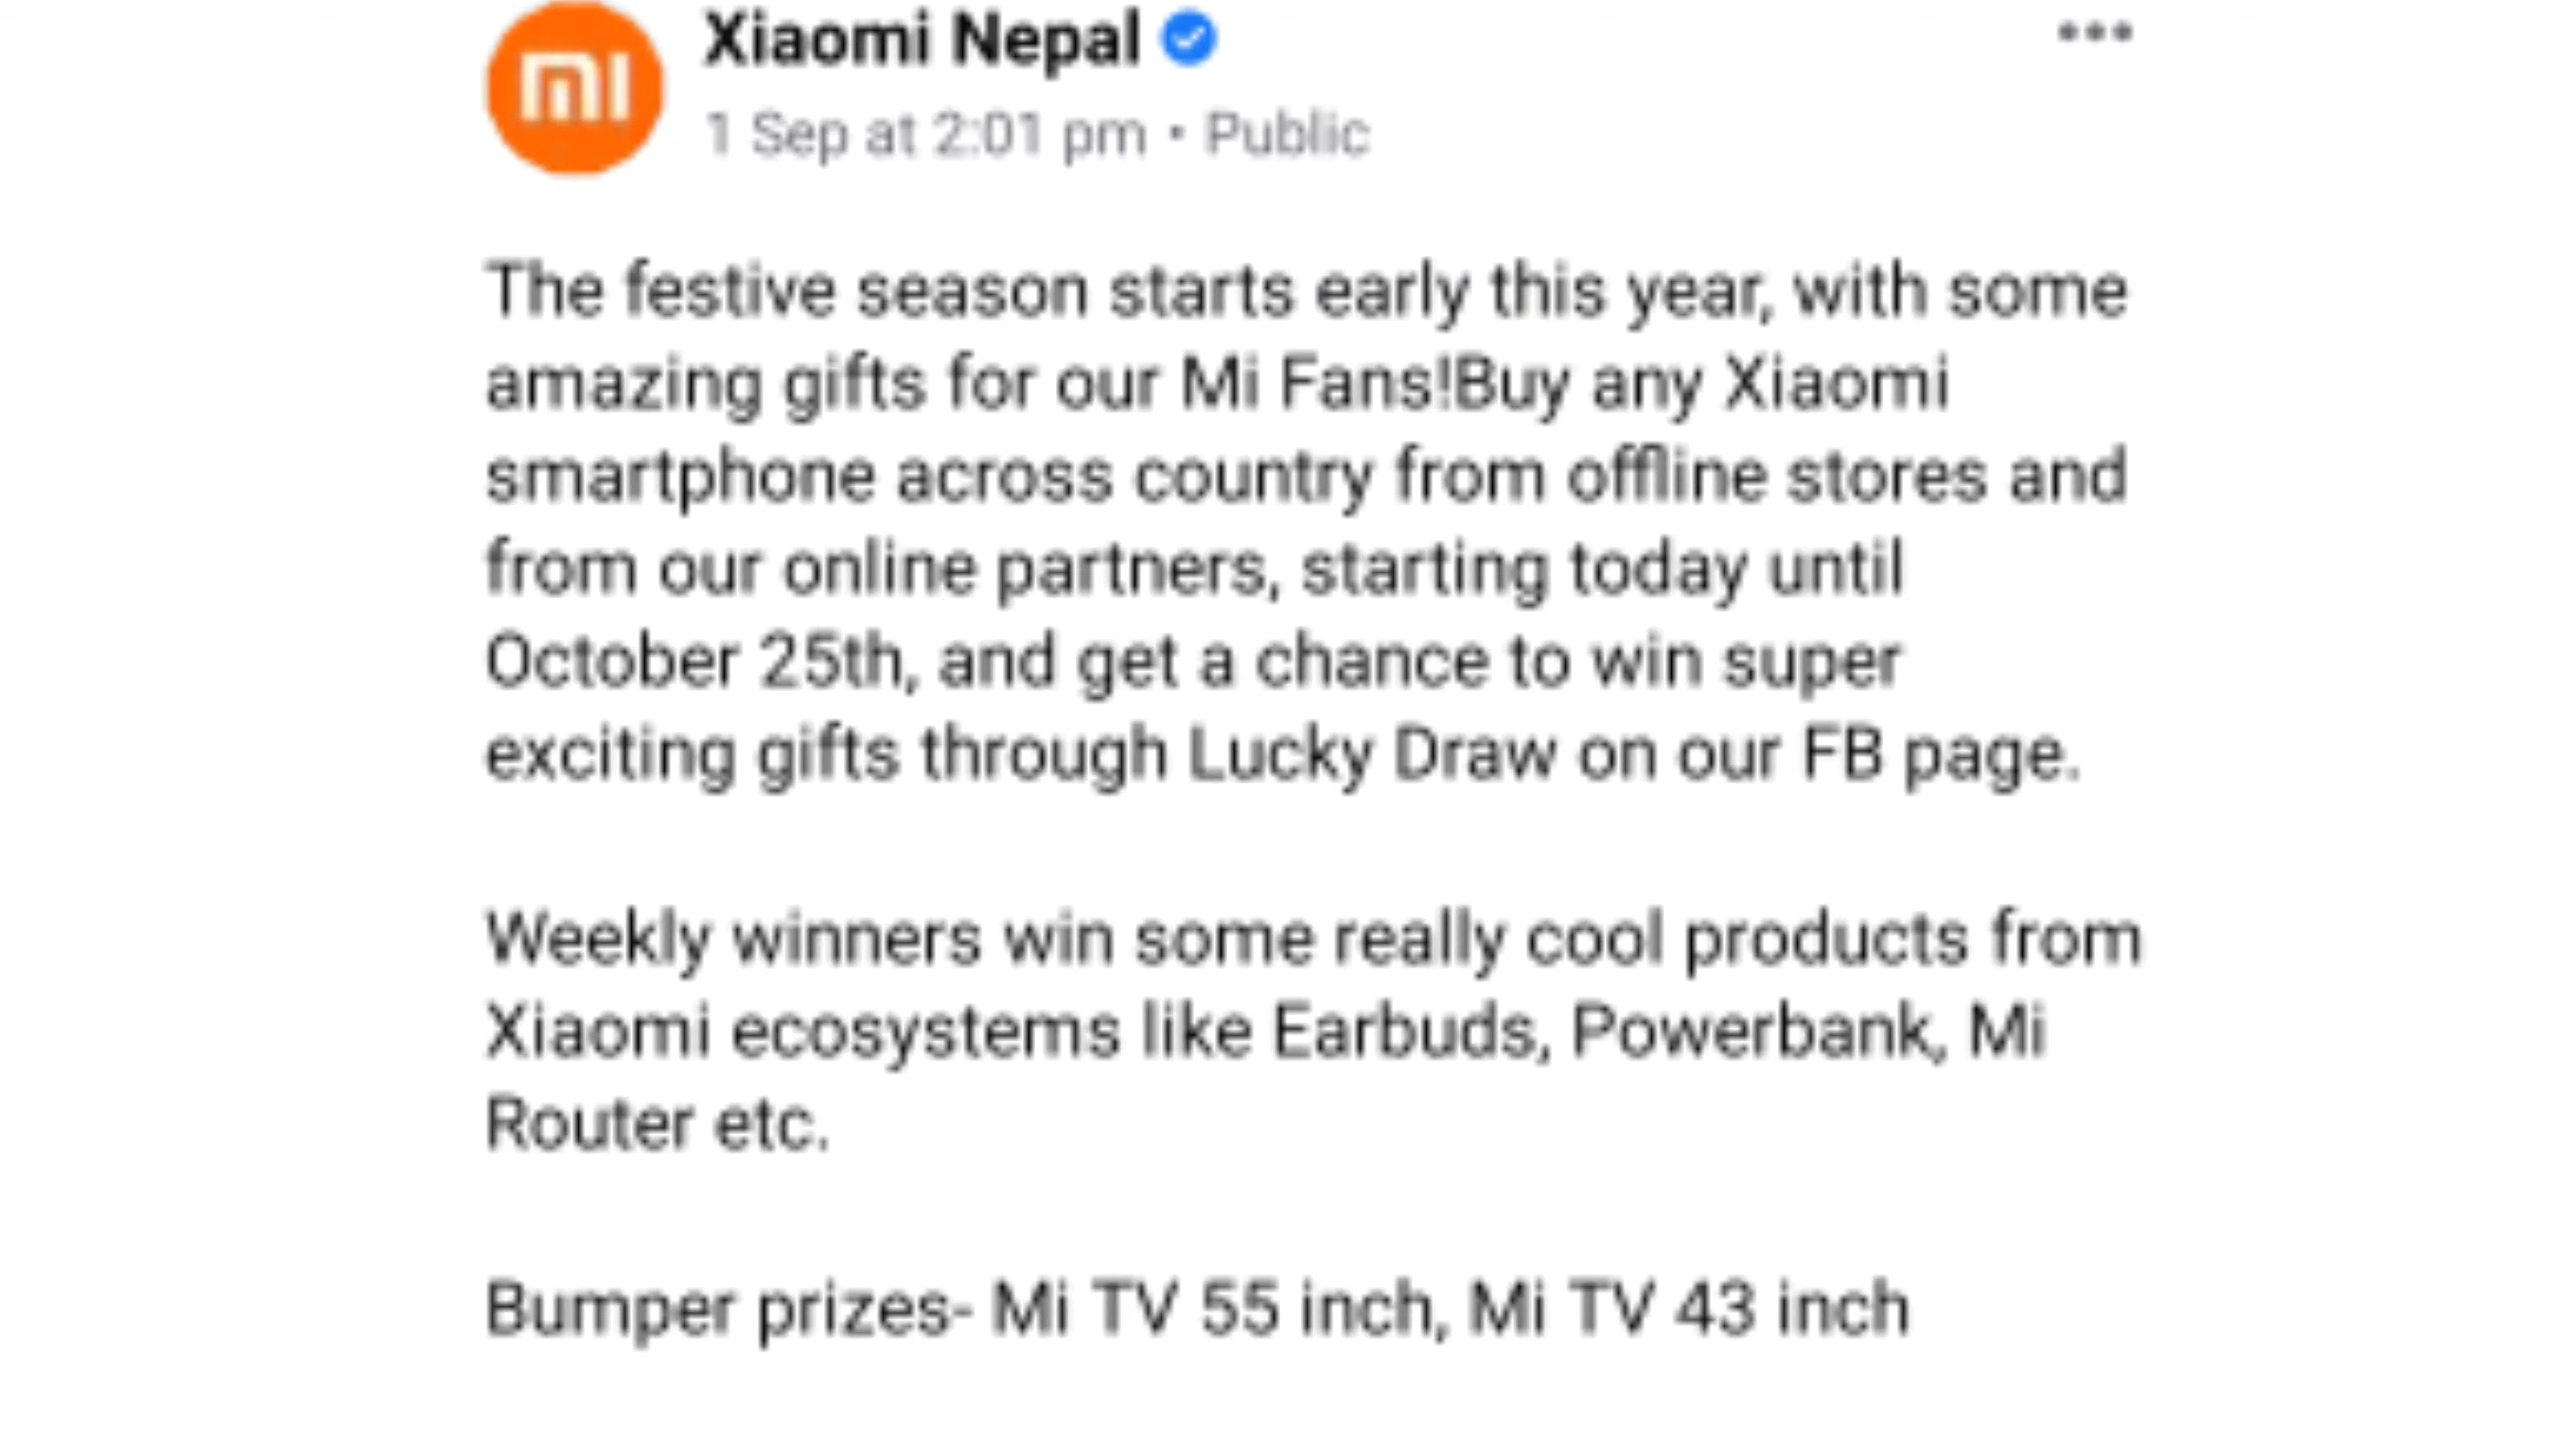 mi
Xiaomi Nepal
1 Sep at 2:01 pm • Public
The festive season starts early this year, with some
amazing gifts for our Mi Fans!Buy any Xiaomi
smartphone across country from offline stores and
from our online partners, starting today until
October 25th, and get a chance to win super
exciting gifts through Lucky Draw on our FB page.
Weekly winners win some really cool products from
Xiaomi ecosystems like Earbuds, Powerbank, Mi
Router etc.
Bumper prizes- Mi TV 55 inch, Mi TV 43 inch